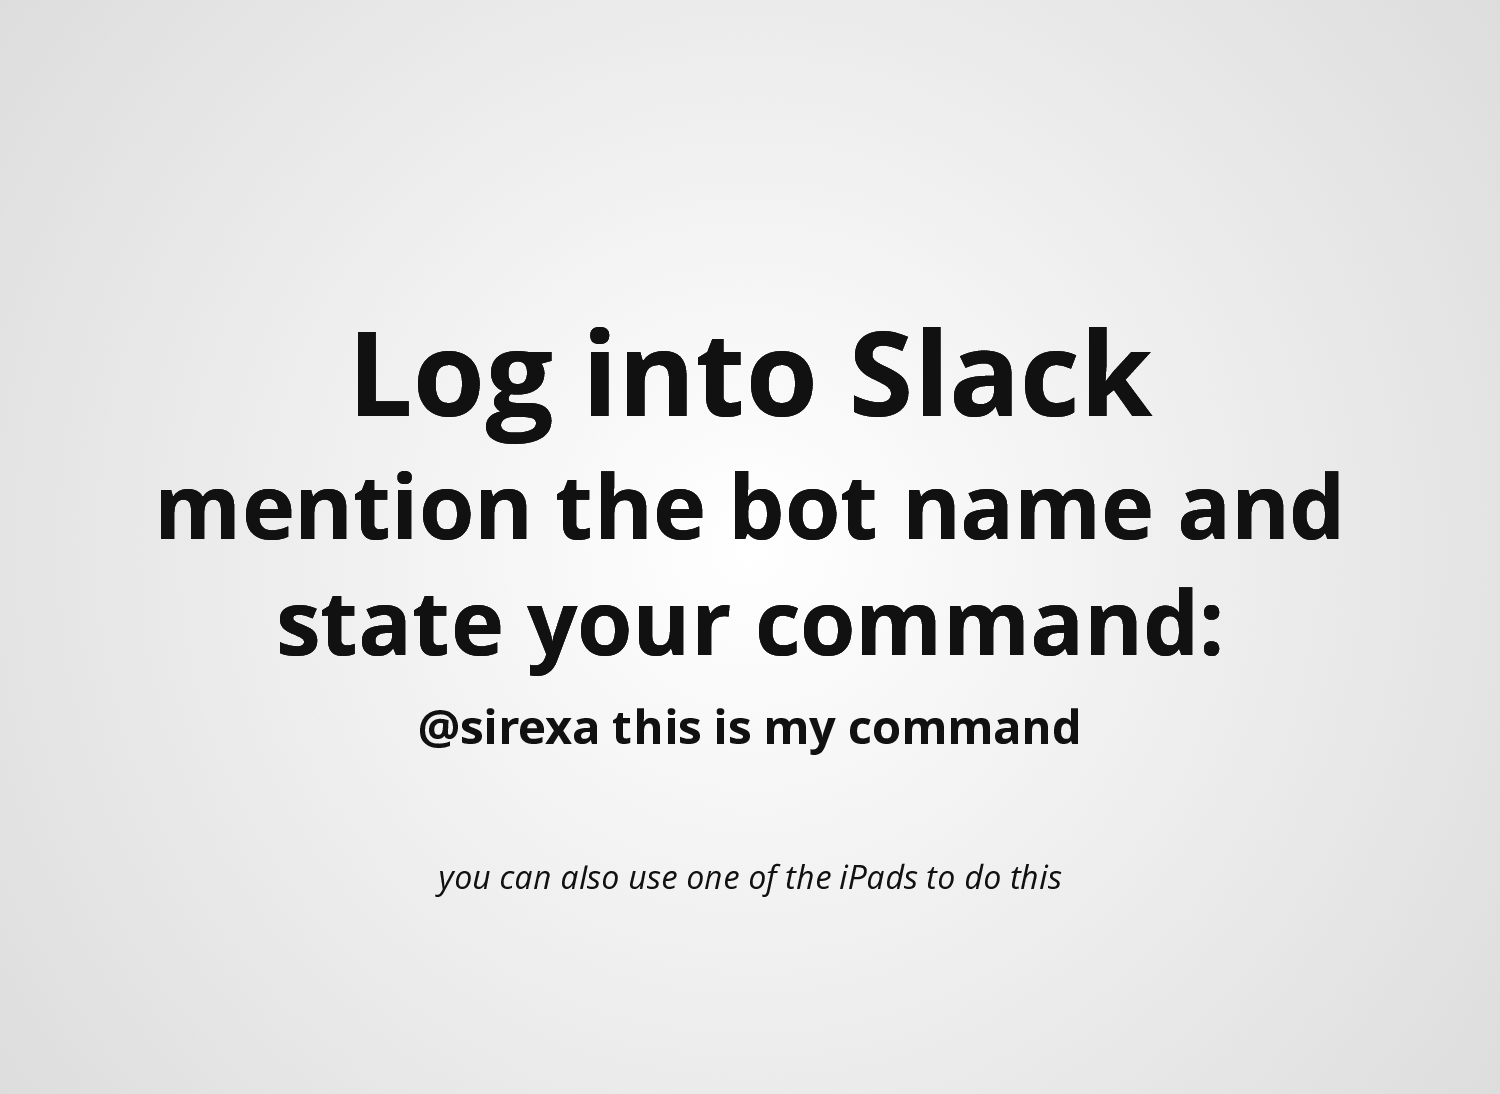 Log into Slack
mention the bot name and
state your command:
@sirexa this is my command
you can also use one of the iPads to do this